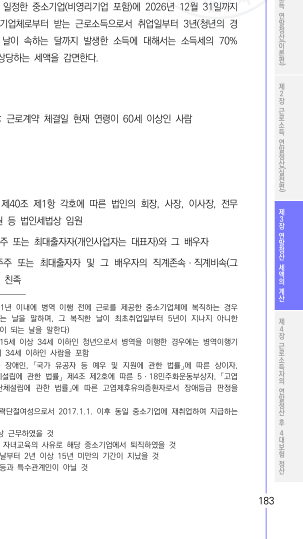 일정한 중소기업(비영리기업 포함)에 2026년 12월 31일까지
기업체로부터 받는 근로소득으로서 취업일부터 3년(청년의 경
날이 속하는 달까지 발생한 소득에 대해서는 소득세의 70%
상당하는 세액을 감면한다.
: 근로계약 체결일 현재 연령이 60세 이상인 사람
제40조 제1항 각호에 따른 법인의 회장, 사장, 이사장, 전무
원 등 법인세법상 임원
주 또는 최대출자자(개인사업자는 대표자)와 그 배우자
주주 또는 최대출자자 및 그 배우자의 직계존속·직계비속(그
친족
1년 이내에 병역 이행 전에 근로를 제공한 중소기업체에 복직하는 경우
는 날을 말하며, 그 복직한 날이 최초취업일부터 5년이 지나지 아니한
이 되는 날을 말한다)
15세 이상 34세 이하인 청년으로서 병역을 이행한 경우에는 병역이행기
이 34세 이하인 사람을 포함
장애인, 「국가 유공자 등 예우 및 지원에 관한 법률」에 따른 상이자,
체설립에 관한 법률」 제4조 제2호에 따른 5·18민주화운동부상자, 「고엽
단체설립에 관한 법률」에 따른 고엽제후유의증환자로서 장애등급 판정을
력단절여성으로서 2017.1.1. 이후 동일 중소기업에 재취업하여 지급하는
상 근무하였을 것
자녀교육의 사유로 해당 중소기업에서 퇴직하였을 것
날부터 2년 이상 15년 미만의 기간이 지났을 것
등과 특수관계인이 아닐 것
득 연말정산(이론편)
제2장 근로소득 연말정산(실전편)
제3장 연말정산 세액의 계산
제4장 근로소득자의 연말정산 후 4대보험 정산
183